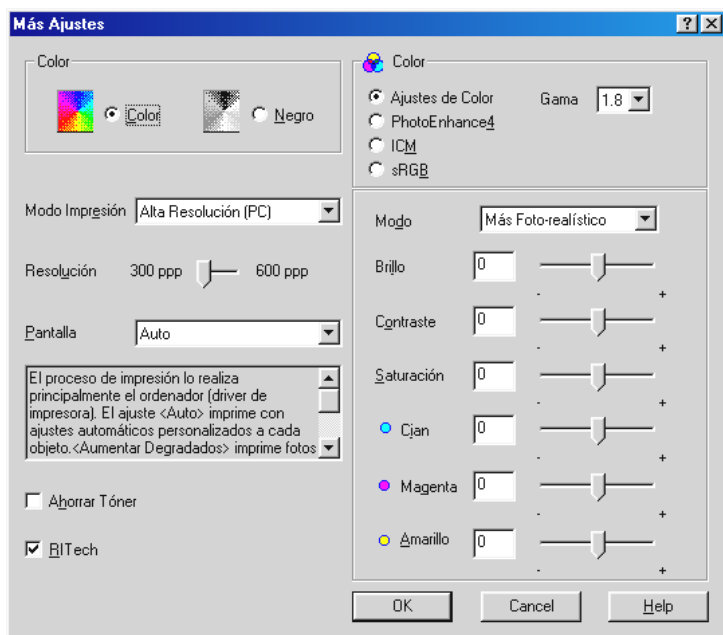 Más Ajustes
Color
Color
Negro
Modo Impresión
Alta Resolución (PC)
Resolución
300 ppp
600 ppp
Pantalla
Auto
El proceso de impresión lo realiza
principalmente el ordenador (driver de
impresora). El ajuste <Auto> imprime con
ajustes automáticos personalizados a cada
objeto.<Aumentar Degradados> imprime fotos
Ahorrar Tóner
RITech
Color
Ajustes de Color
Gama
1.8
PhotoEnhance4
ICM
sRGB
Modo
Más Foto-realístico
Brillo
0
- +
Contraste
0
- +
Saturación
0
- +
Cian
0
- +
Magenta
0
- +
Amarillo
0
- +
OK
Cancel
Help